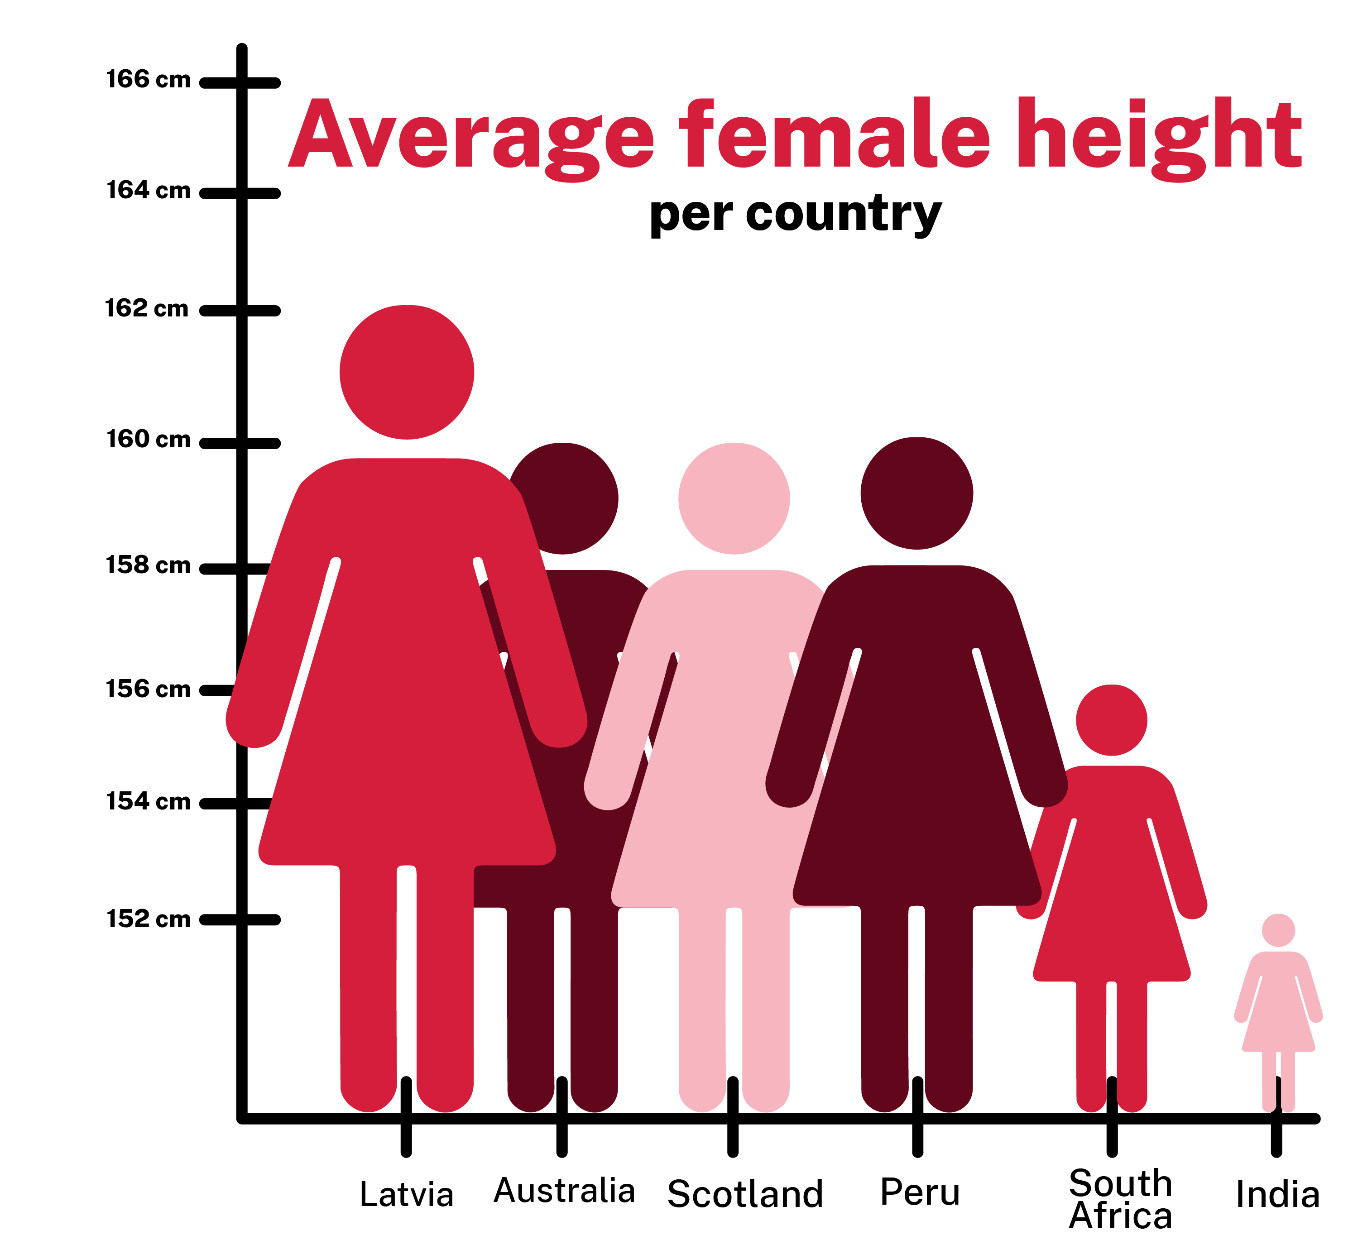 Average female height
per country
166 cm
164 cm
162 cm
160 cm
158 cm
156 cm
154 cm
152 cm
Latvia
Australia
Scotland
Peru
South
Africa
India